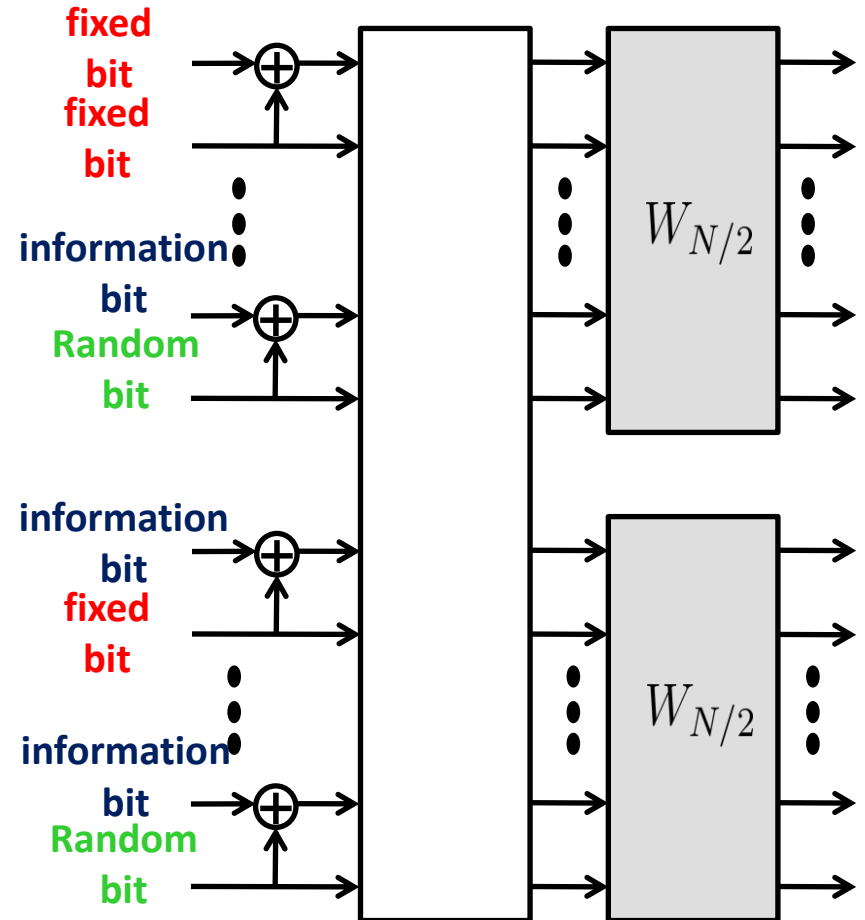 fixed
bit
fixed
bit
information
bit
Random
bit
information
bit
fixed
bit
information
bit
Random
bit
W_{N/2}
W_{N/2}